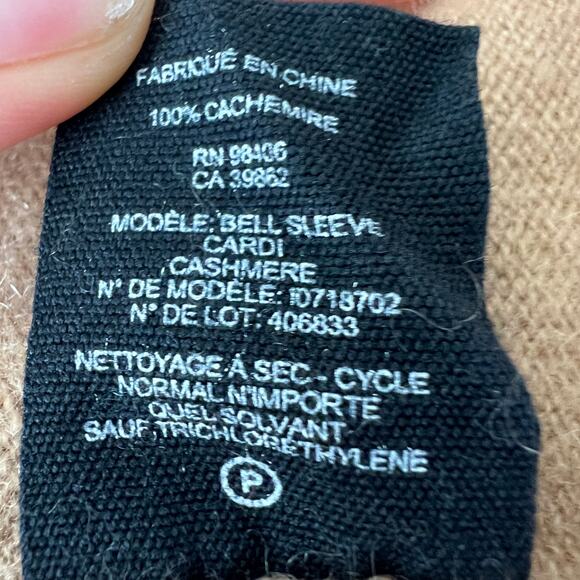 FABRIQUÉ EN CHINE
100% CACHEMIRE
RN 98406
CA 39862
MODÈLE: BELL SLEEVE
CARDI
CASHMERE
N° DE MODÈLE: I0718702
N° DE LOT: 406833
NETTOYAGE À SEC - CYCLE
NORMAL N'IMPORTE
QUEL SOLVANT
SAUF TRICHLORÉTHYLÈNE
P